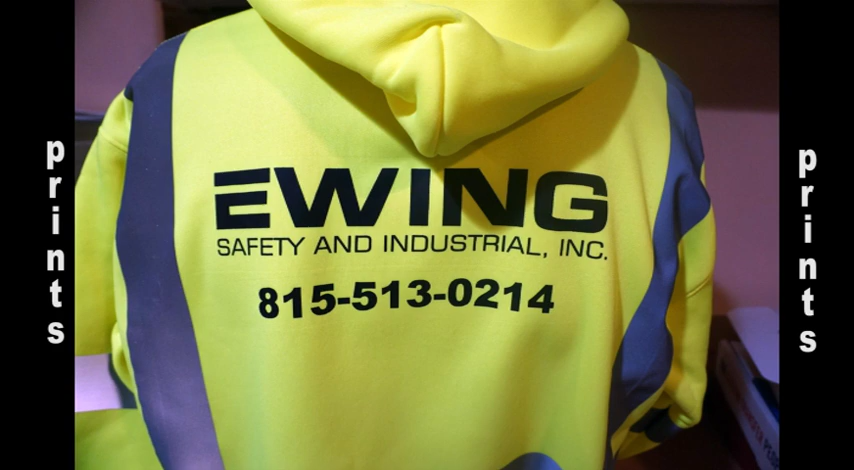 prints
EWING
SAFETY AND INDUSTRIAL, INC.
815-513-0214
prints